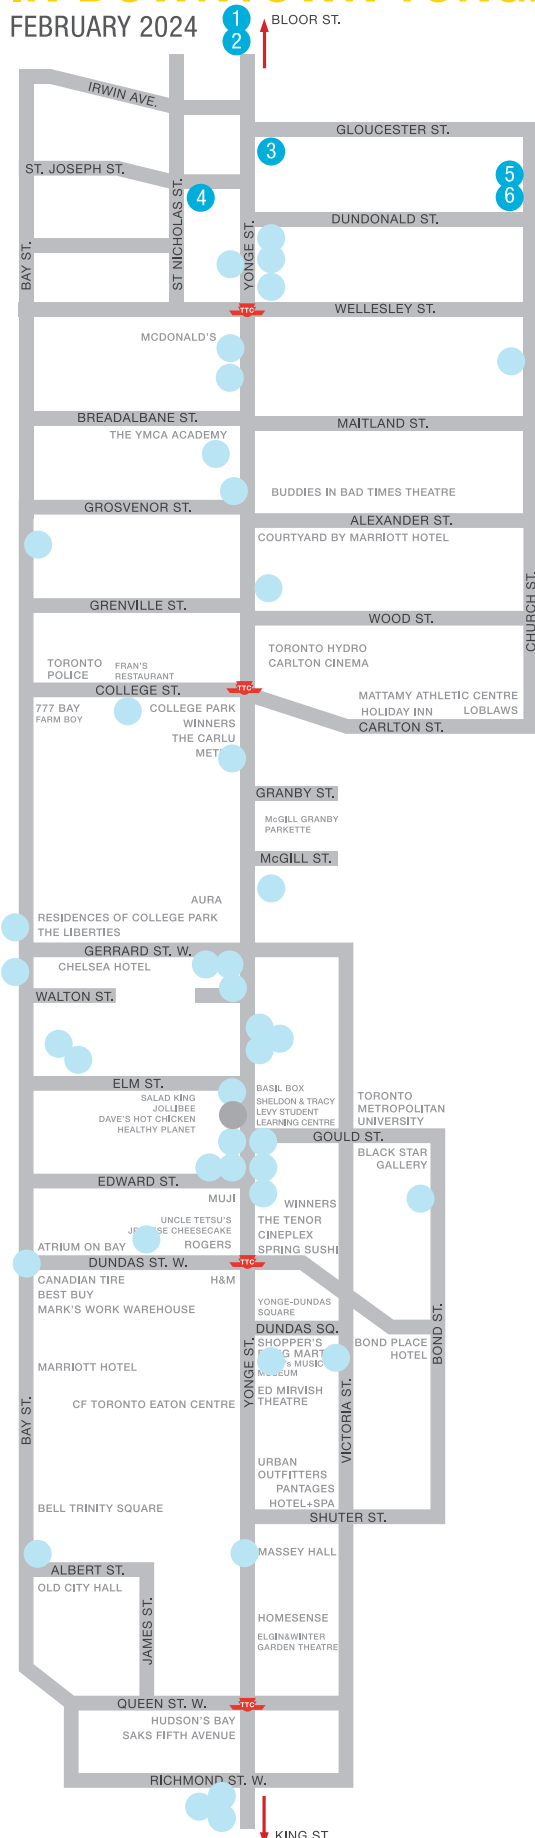 FEBRUARY 2024
1
2
BLOOR ST.
IRWIN AVE.
GLOUCESTER ST.
3
ST. JOSEPH ST.
5
6
4
DUNDONALD ST.
BAY ST.
ST NICHOLAS ST.
YONGE ST.
TTC
WELLESLEY ST.
MCDONALD'S
BREADALBANE ST.
MAITLAND ST.
THE YMCA ACADEMY
BUDDIES IN BAD TIMES THEATRE
GROSVENOR ST.
ALEXANDER ST.
COURTYARD BY MARRIOTT HOTEL
CHURCH ST.
GRENVILLE ST.
WOOD ST.
TORONTO HYDRO
CARLTON CINEMA
TORONTO
POLICE
FRAN'S
RESTAURANT
COLLEGE ST.
TTC
777 BAY
FARM BOY
COLLEGE PARK
WINNERS
THE CARLU
MATTAMY ATHLETIC CENTRE
HOLIDAY INN
LOBLAWS
CARLTON ST.
GRANBY ST.
McGILL GRANBY
PARKETTE
McGILL ST.
AURA
RESIDENCES OF COLLEGE PARK
THE LIBERTIES
GERRARD ST. W.
CHELSEA HOTEL
WALTON ST.
ELM ST.
SALAD KING
JOLLIBEE
DAVE'S HOT CHICKEN
HEALTHY PLANET
BASIL BOX
SHELDON & TRACY
LEVY STUDENT
LEARNING CENTRE
TORONTO
METROPOLITAN
UNIVERSITY
GOULD ST.
BLACK STAR
GALLERY
EDWARD ST.
MUJI
WINNERS
UNCLE TETSU'S
CHEESECAKE
ROGERS
THE TENOR
CINEPLEX
SPRING SUSHI
ATRIUM ON BAY
DUNDAS ST. W.
TTC
CANADIAN TIRE
BEST BUY
MARK'S WORK WAREHOUSE
H&M
YONGE-DUNDAS
SQUARE
DUNDAS SQ.
BOND ST.
BOND PLACE
HOTEL
SHOPPER'S
MART
MUSIC
MUSEUM
YONGE ST.
MARRIOTT HOTEL
ED MIRVISH
THEATRE
CF TORONTO EATON CENTRE
BAY ST.
VICTORIA ST.
URBAN
OUTFITTERS
PANTAGES
HOTEL+SPA
BELL TRINITY SQUARE
SHUTER ST.
MASSEY HALL
ALBERT ST.
OLD CITY HALL
JAMES ST.
HOMESENSE
ELGIN&WINTER
GARDEN THEATRE
QUEEN ST. W.
TTC
HUDSON'S BAY
SAKS FIFTH AVENUE
RICHMOND ST. W.
KING ST.